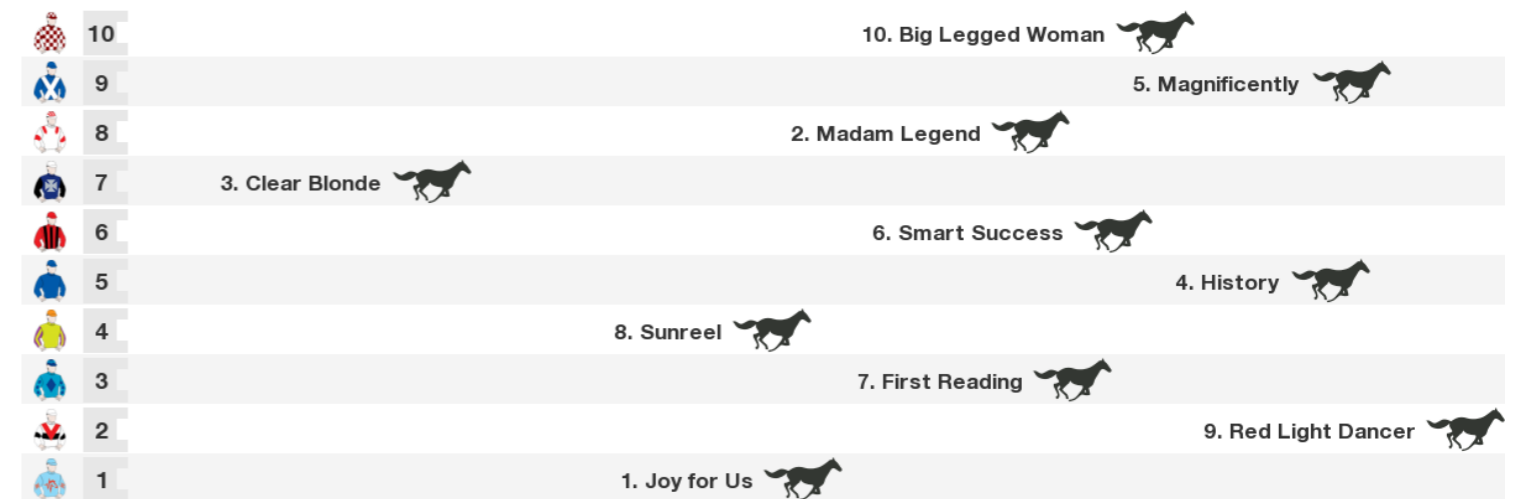 10 10. Big Legged Woman
9 5. Magnificently
8 2. Madam Legend
7 3. Clear Blonde
6 6. Smart Success
5 4. History
4 8. Sunreel
3 7. First Reading
2 9. Red Light Dancer
1 1. Joy for Us